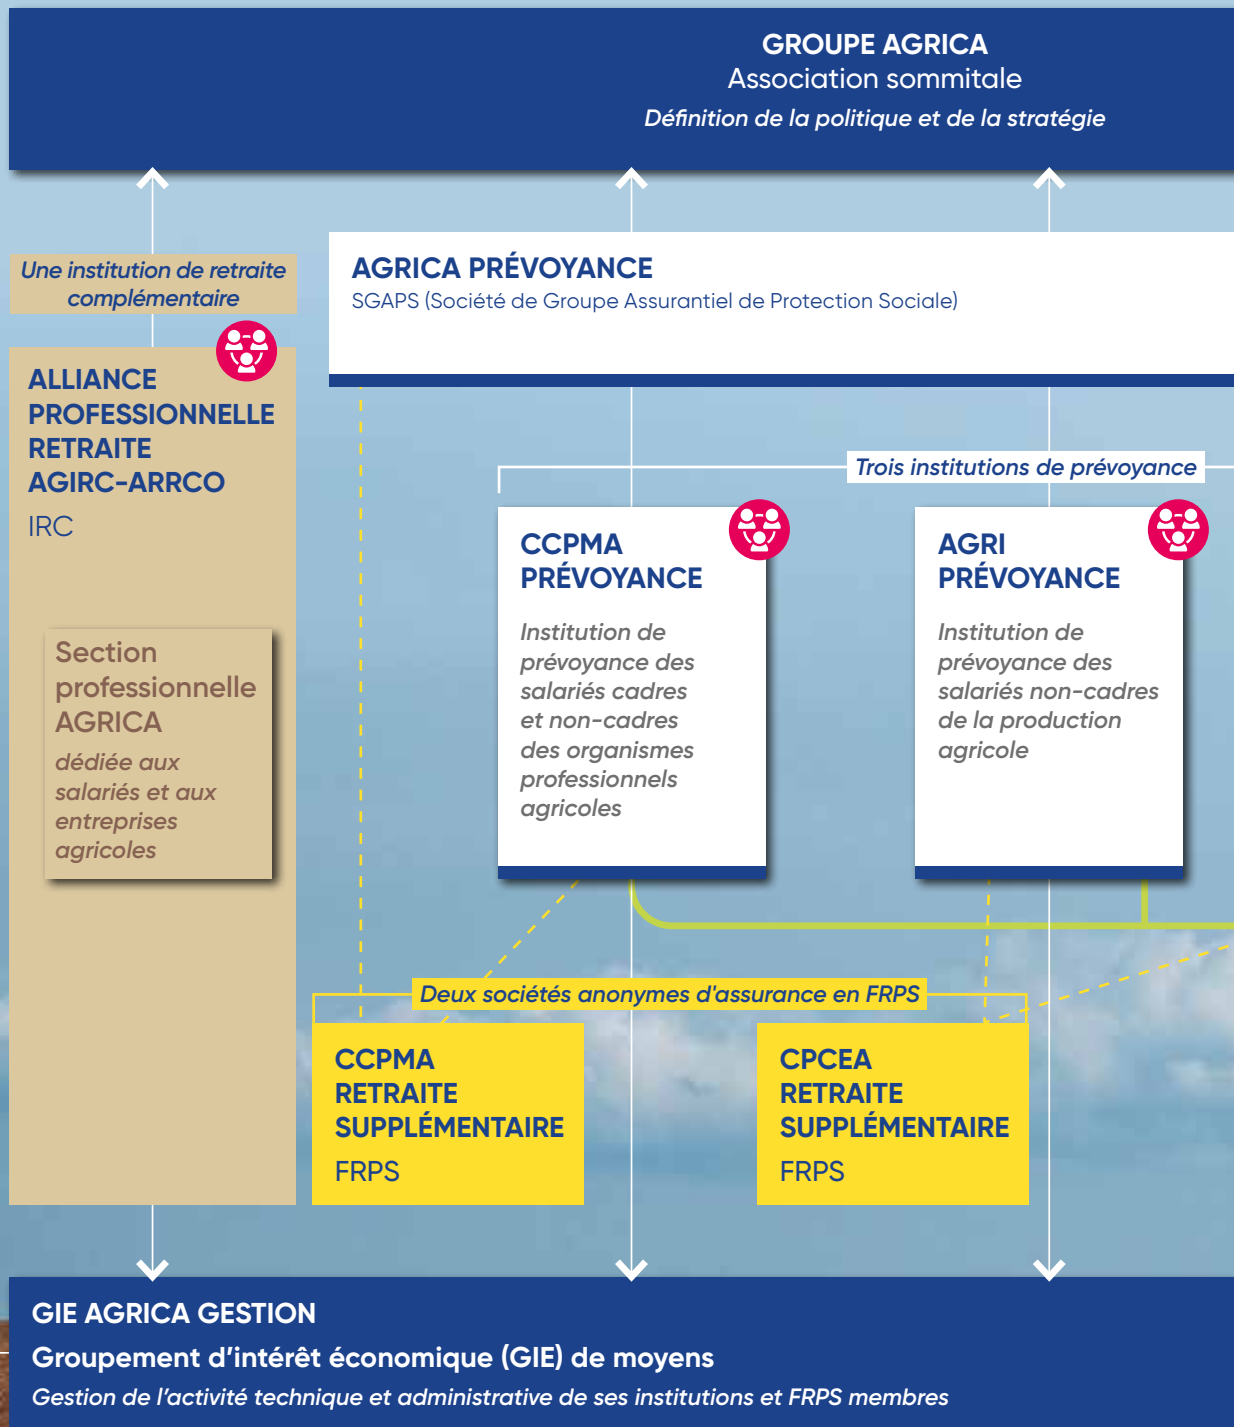 GROUPE AGRICA
Association sommitale
Définition de la politique et de la stratégie
Une institution de retraite
complémentaire
ALLIANCE
PROFESSIONNELLE
RETRAITE
AGIRC-ARRCO
IRC
Section
professionnelle
AGRICA
dédiée aux
salariés et aux
entreprises
agricoles
AGRICA PRÉVOYANCE
SGAPS (Société de Groupe Assurantiel de Protection Sociale)
Trois institutions de prévoyance
CCPMA
PRÉVOYANCE
Institution de
prévoyance des
salariés cadres
et non-cadres
des organismes
professionnels
agricoles
AGRI
PRÉVOYANCE
Institution de
prévoyance des
salariés non-cadres
de la production
agricole
Deux sociétés anonymes d'assurance en FRPS
CCPMA
RETRAITE
SUPPLÉMENTAIRE
FRPS
CPCEA
RETRAITE
SUPPLÉMENTAIRE
FRPS
GIE AGRICA GESTION
Groupement d’intérêt économique (GIE) de moyens
Gestion de l’activité technique et administrative de ses institutions et FRPS membres